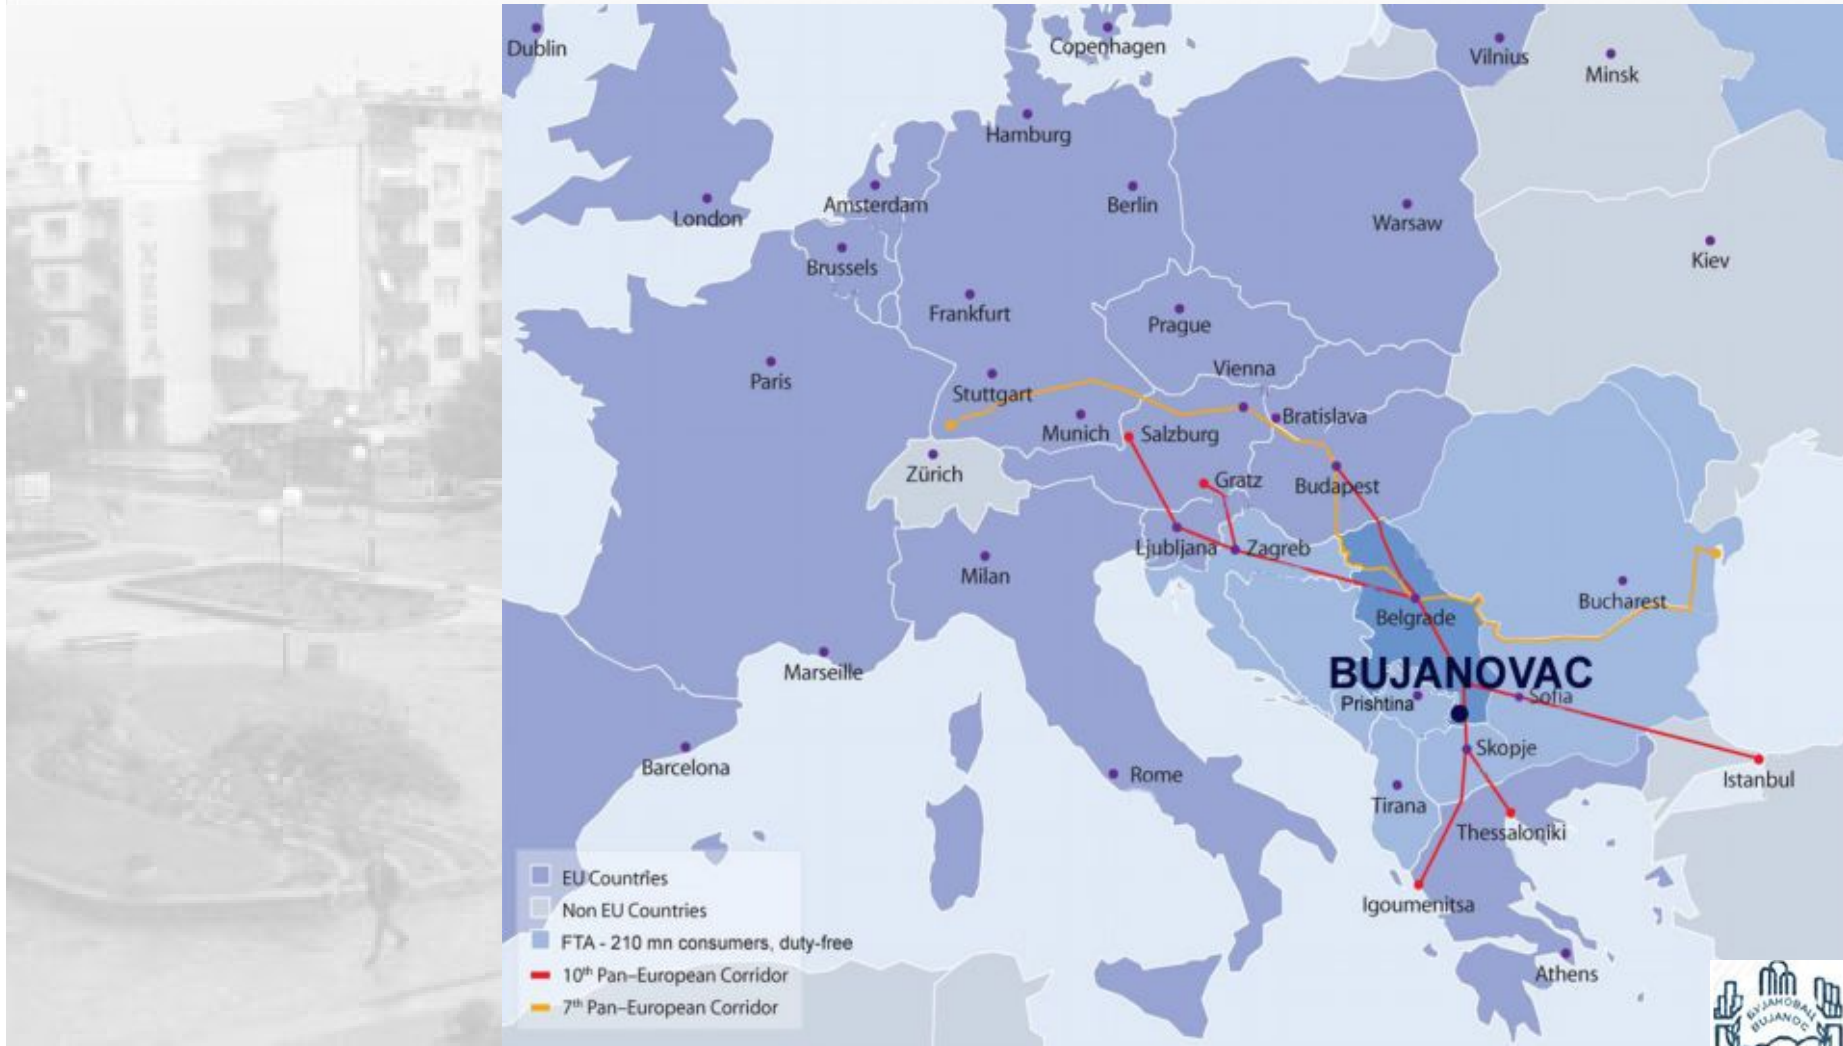 Dublin
Copenhagen
Vilnius
Minsk
Hamburg
London
Amsterdam
Berlin
Warsaw
Brussels
Kiev
Frankfurt
Prague
Paris
Stuttgart
Vienna
Munich
Salzburg
Bratislava
Zürich
Gratz
Budapest
Ljubljana
Zagreb
Milan
Bucharest
Belgrade
Marseille
BUJANOVAC
Prishtina
Sofia
Skopje
Barcelona
Rome
Istanbul
Tirana
Thessaloniki
Igoumenitsa
Athens
EU Countries
Non EU Countries
FTA - 210 mn consumers, duty-free
10th Pan–European Corridor
7th Pan–European Corridor
БУЈАНОВАЦ
BUJANOC